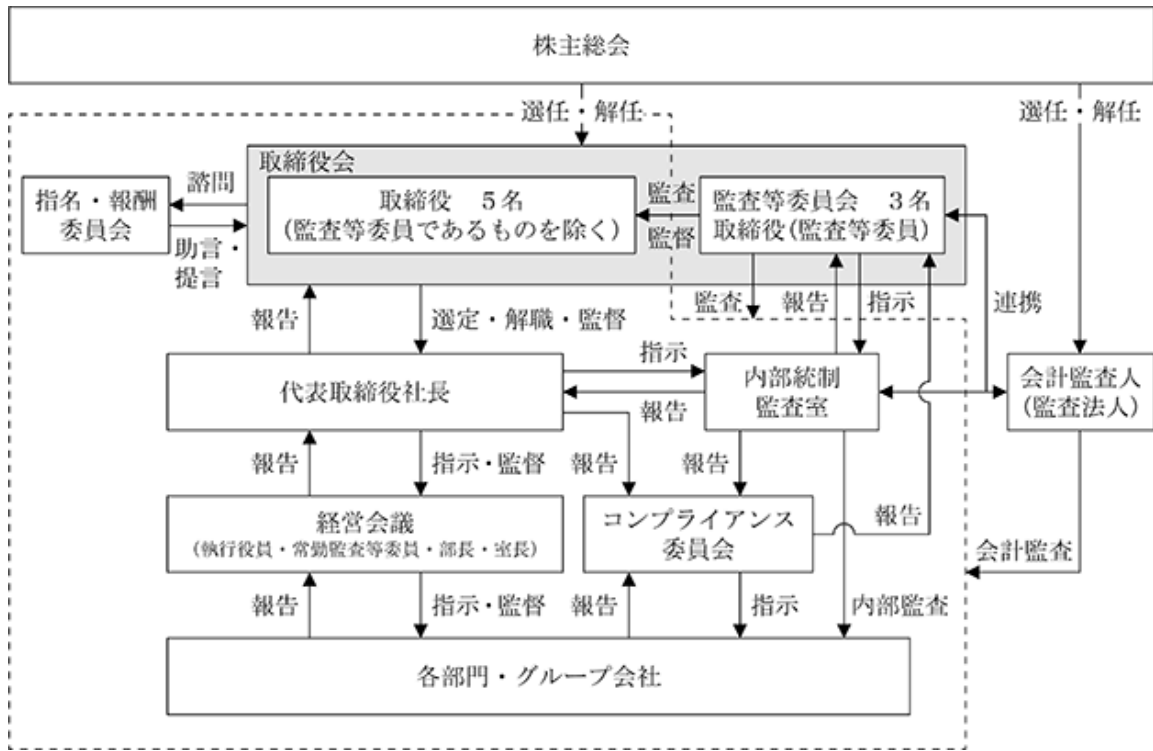 株主総会
選任・解任
選任・解任
取締役会
指名・報酬
委員会
諮問
助言・
提言
取締役 5名
(監査等委員であるものを除く)
監査
監督
監査等委員会 3名
取締役(監査等委員)
報告
選定・解職・監督
監査
報告
指示
連携
代表取締役社長
指示
報告
内部統制
監査室
会計監査人
(監査法人)
報告
指示・監督
報告
報告
経営会議
(執行役員・常勤監査等委員・部長・室長)
コンプライアンス
委員会
報告
会計監査
報告
指示・監督
報告
指示
内部監査
各部門・グループ会社